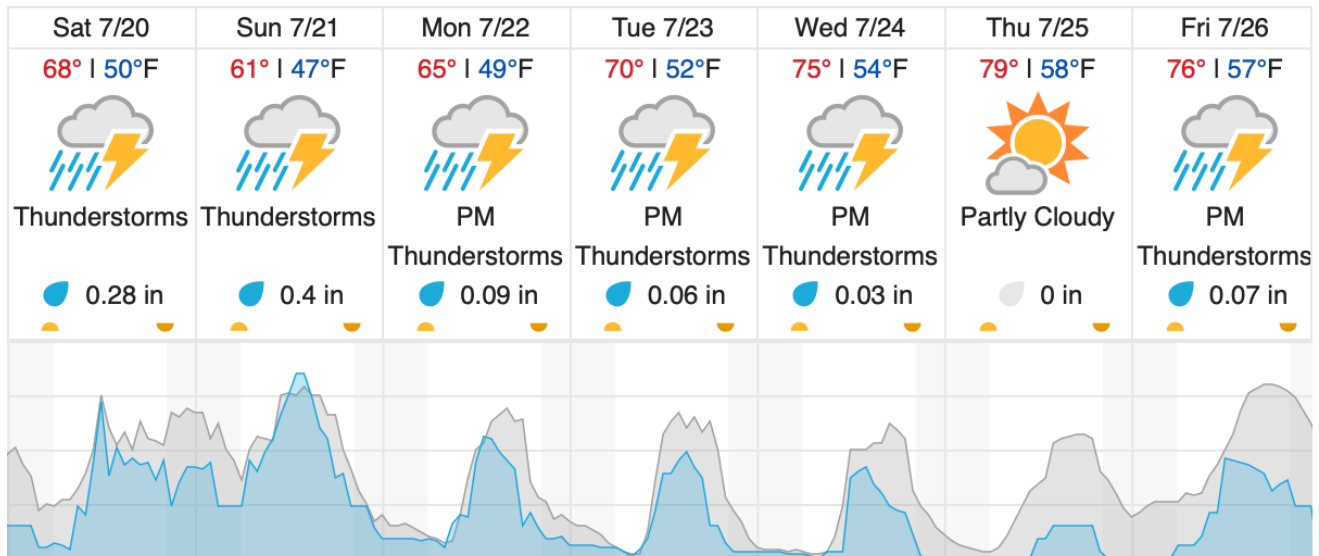 Sat 7/20 Sun 7/21 Mon 7/22 Tue 7/23 Wed 7/24 Thu 7/25 Fri 7/26
68° | 50°F 61° | 47°F 65° | 49°F 70° | 52°F 75° | 54°F 79° | 58°F 76° | 57°F
Thunderstorms Thunderstorms PM PM PM Partly Cloudy PM
Thunderstorms Thunderstorms Thunderstorms Thunderstorms
0.28 in 0.4 in 0.09 in 0.06 in 0.03 in 0 in 0.07 in